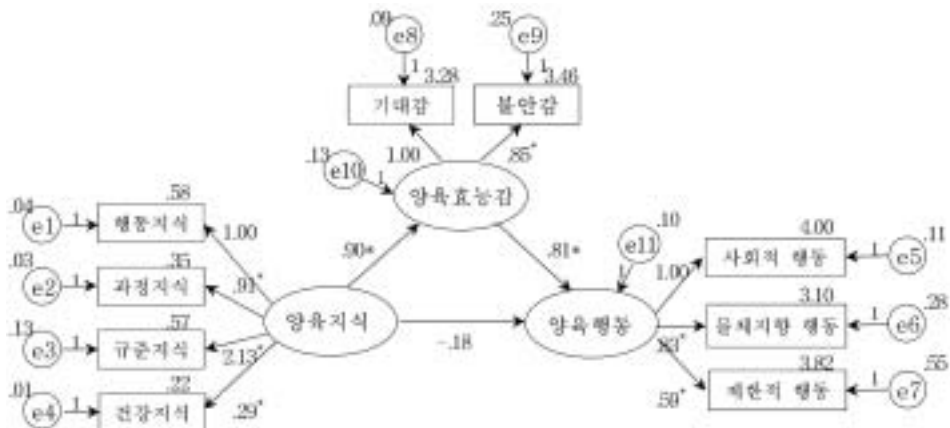 .09 e8 .25 e9
1 3.28 1 3.46
기대감 불안감
.13 e10 1 1.00 .85*
양육효능감
.04 e1 1 .58 행동지식 1.00
.90* .81* e11 .10 1
4.00 사회적 행동 1 e5 .11
1.00
.03 e2 1 .35 과정지식 .91*
양육지식 -.18 양육행동
3.10 물체지향 행동 1 e6 .28
.83*
.13 e3 1 .57 규준지식 2.13*
3.82 제한적 행동 1 e7 .55
.59*
.01 e4 1 .22 건강지식 .29*